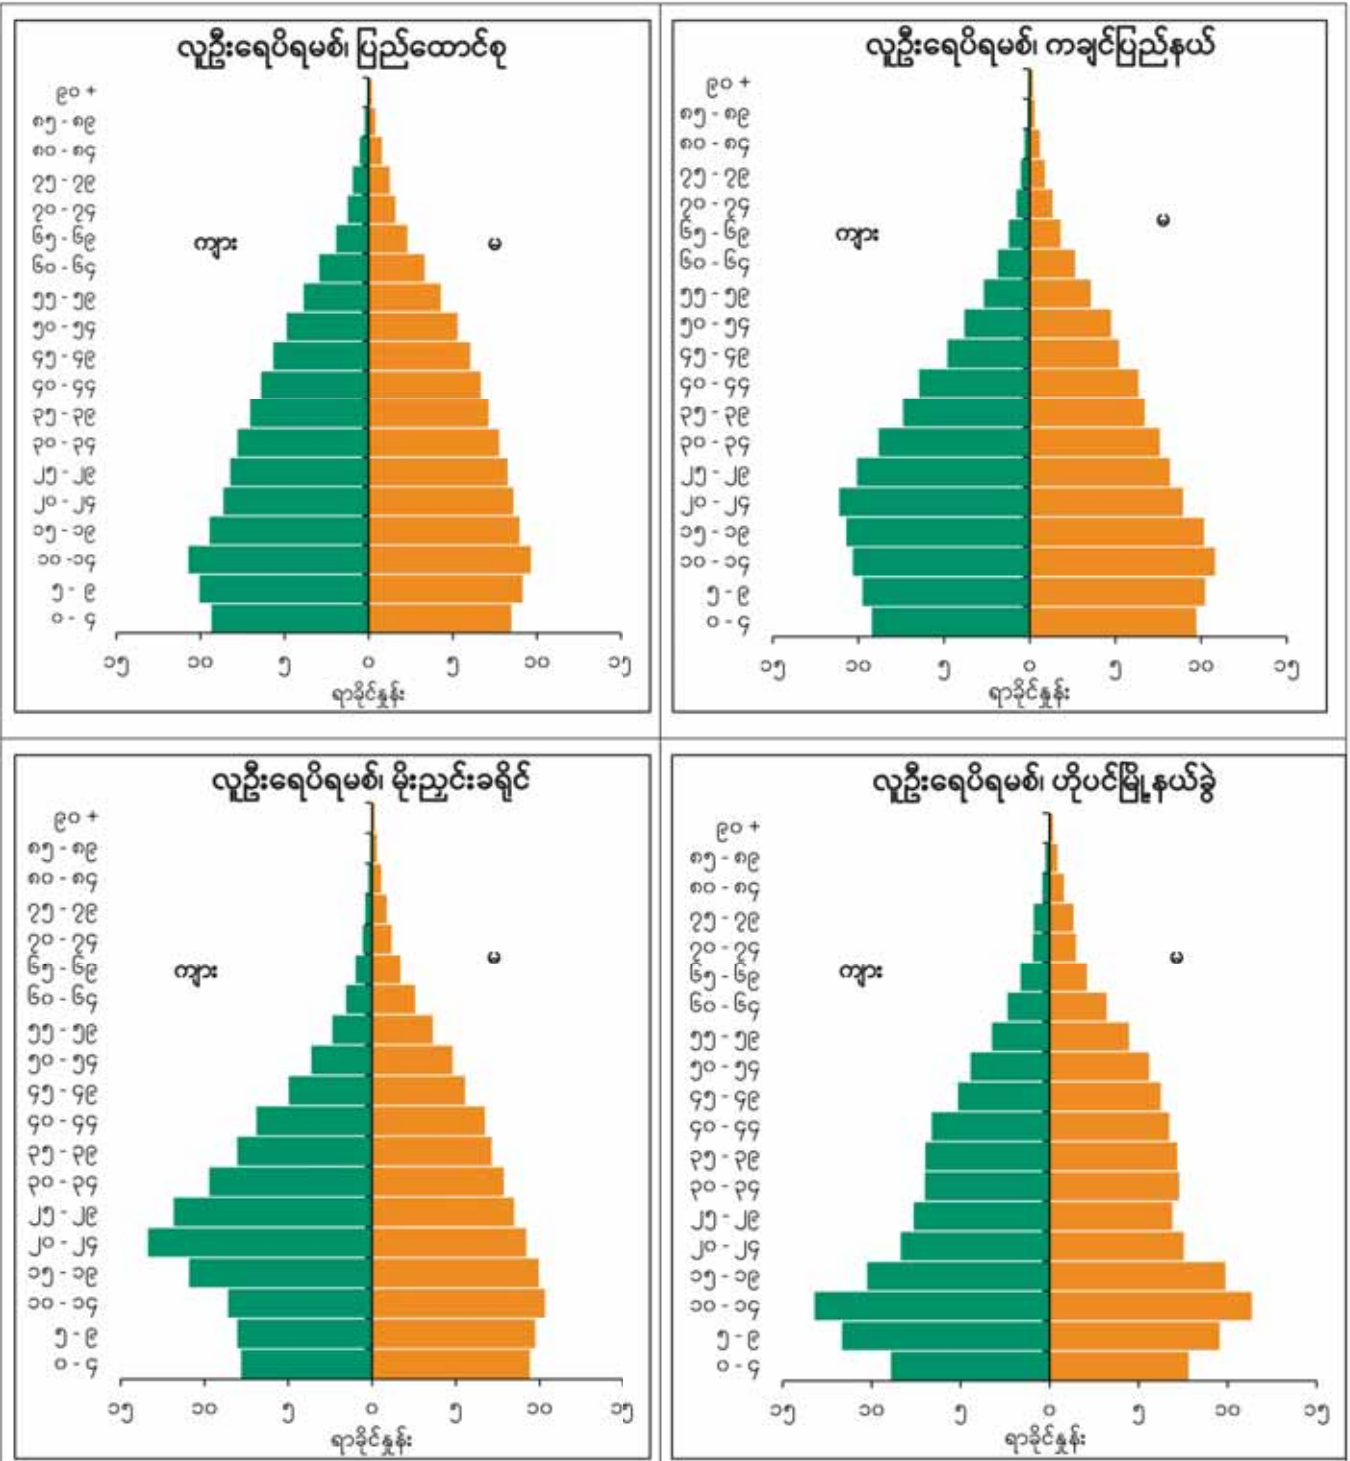 လူဦးရေပိရမစ်၊ ပြည်ထောင်စု
၉၀ +
၈၅ - ၈၉
၈၀ - ၈၄
၇၅ - ၇၉
၇၀ - ၇၄
၆၅ - ၆၉
၆၀ - ၆၄
၅၅ - ၅၉
၅၀ - ၅၄
၄၅ - ၄၉
၄၀ - ၄၄
၃၅ - ၃၉
၃၀ - ၃၄
၂၅ - ၂၉
၂၀ - ၂၄
၁၅ - ၁၉
၁၀ -၁၄
၅ - ၉
၀ - ၄
ကျား
မ
၁၅ ၁၀ ၅ ၀ ၅ ၁၀ ၁၅
ရာခိုင်နှုန်း
လူဦးရေပိရမစ်၊ ကချင်ပြည်နယ်
၉၀ +
၈၅ - ၈၉
၈၀ - ၈၄
၇၅ - ၇၉
၇၀ - ၇၄
၆၅ - ၆၉
၆၀ - ၆၄
၅၅ - ၅၉
၅၀ - ၅၄
၄၅ - ၄၉
၄၀ - ၄၄
၃၅ - ၃၉
၃၀ - ၃၄
၂၅ - ၂၉
၂၀ - ၂၄
၁၅ - ၁၉
၁၀ - ၁၄
၅ - ၉
၀ - ၄
ကျား
မ
၁၅ ၁၀ ၅ ၀ ၅ ၁၀ ၁၅
ရာခိုင်နှုန်း
လူဦးရေပိရမစ်၊ မိုးညှင်းခရိုင်
၉၀ +
၈၅ - ၈၉
၈၀ - ၈၄
၇၅ - ၇၉
၇၀ - ၇၄
၆၅ - ၆၉
၆၀ - ၆၄
၅၅ - ၅၉
၅၀ - ၅၄
၄၅ - ၄၉
၄၀ - ၄၄
၃၅ - ၃၉
၃၀ - ၃၄
၂၅ - ၂၉
၂၀ - ၂၄
၁၅ - ၁၉
၁၀ - ၁၄
၅ - ၉
၀ - ၄
ကျား
မ
၁၅ ၁၀ ၅ ၀ ၅ ၁၀ ၁၅
ရာခိုင်နှုန်း
လူဦးရေပိရမစ်၊ ဟိုပင်မြို့နယ်ခွဲ
၉၀ +
၈၅ - ၈၉
၈၀ - ၈၄
၇၅ - ၇၉
၇၀ - ၇၄
၆၅ - ၆၉
၆၀ - ၆၄
၅၅ - ၅၉
၅၀ - ၅၄
၄၅ - ၄၉
၄၀ - ၄၄
၃၅ - ၃၉
၃၀ - ၃၄
၂၅ - ၂၉
၂၀ - ၂၄
၁၅ - ၁၉
၁၀ - ၁၄
၅ - ၉
၀ - ၄
ကျား
မ
၁၅ ၁၀ ၅ ၀ ၅ ၁၀ ၁၅
ရာခိုင်နှုန်း